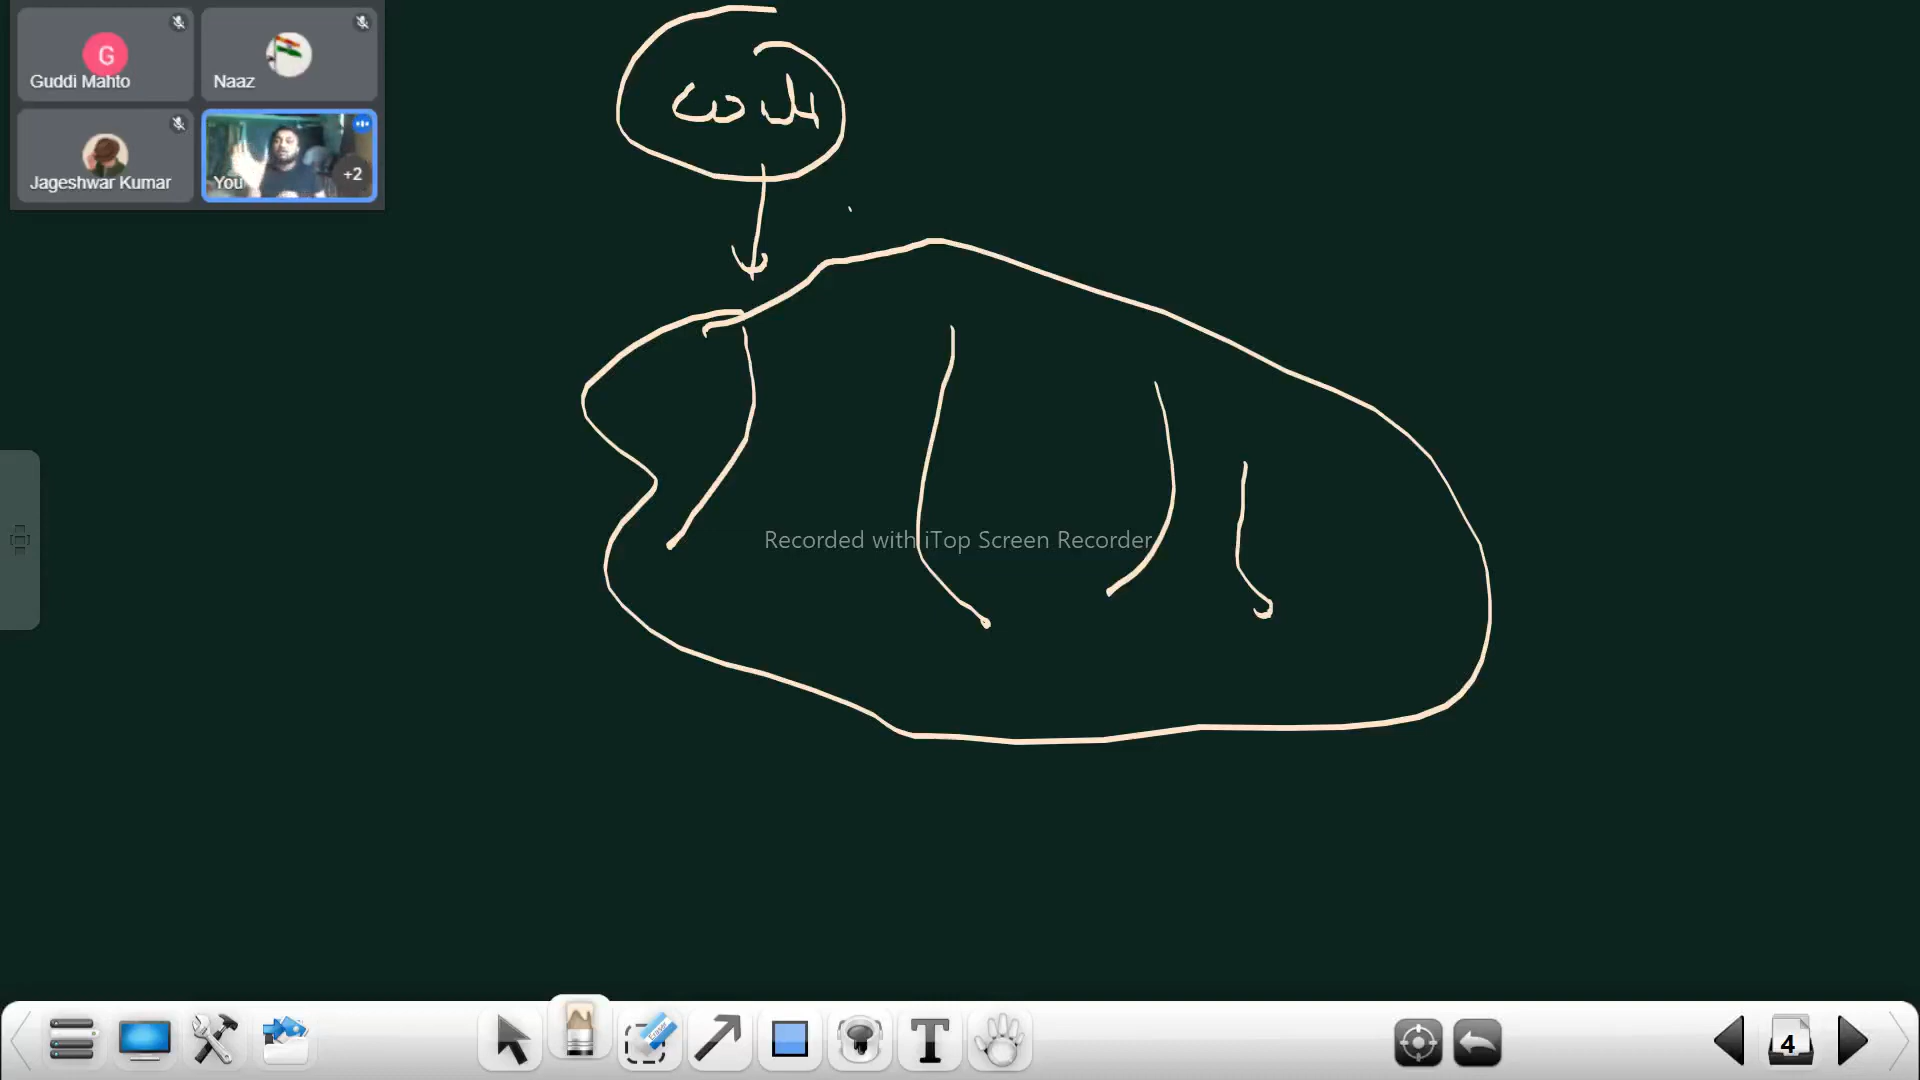 G
Guddi Mahto
Naaz
Jageshwar Kumar
You
+2
Recorded with iTop Screen Recorder
T
4